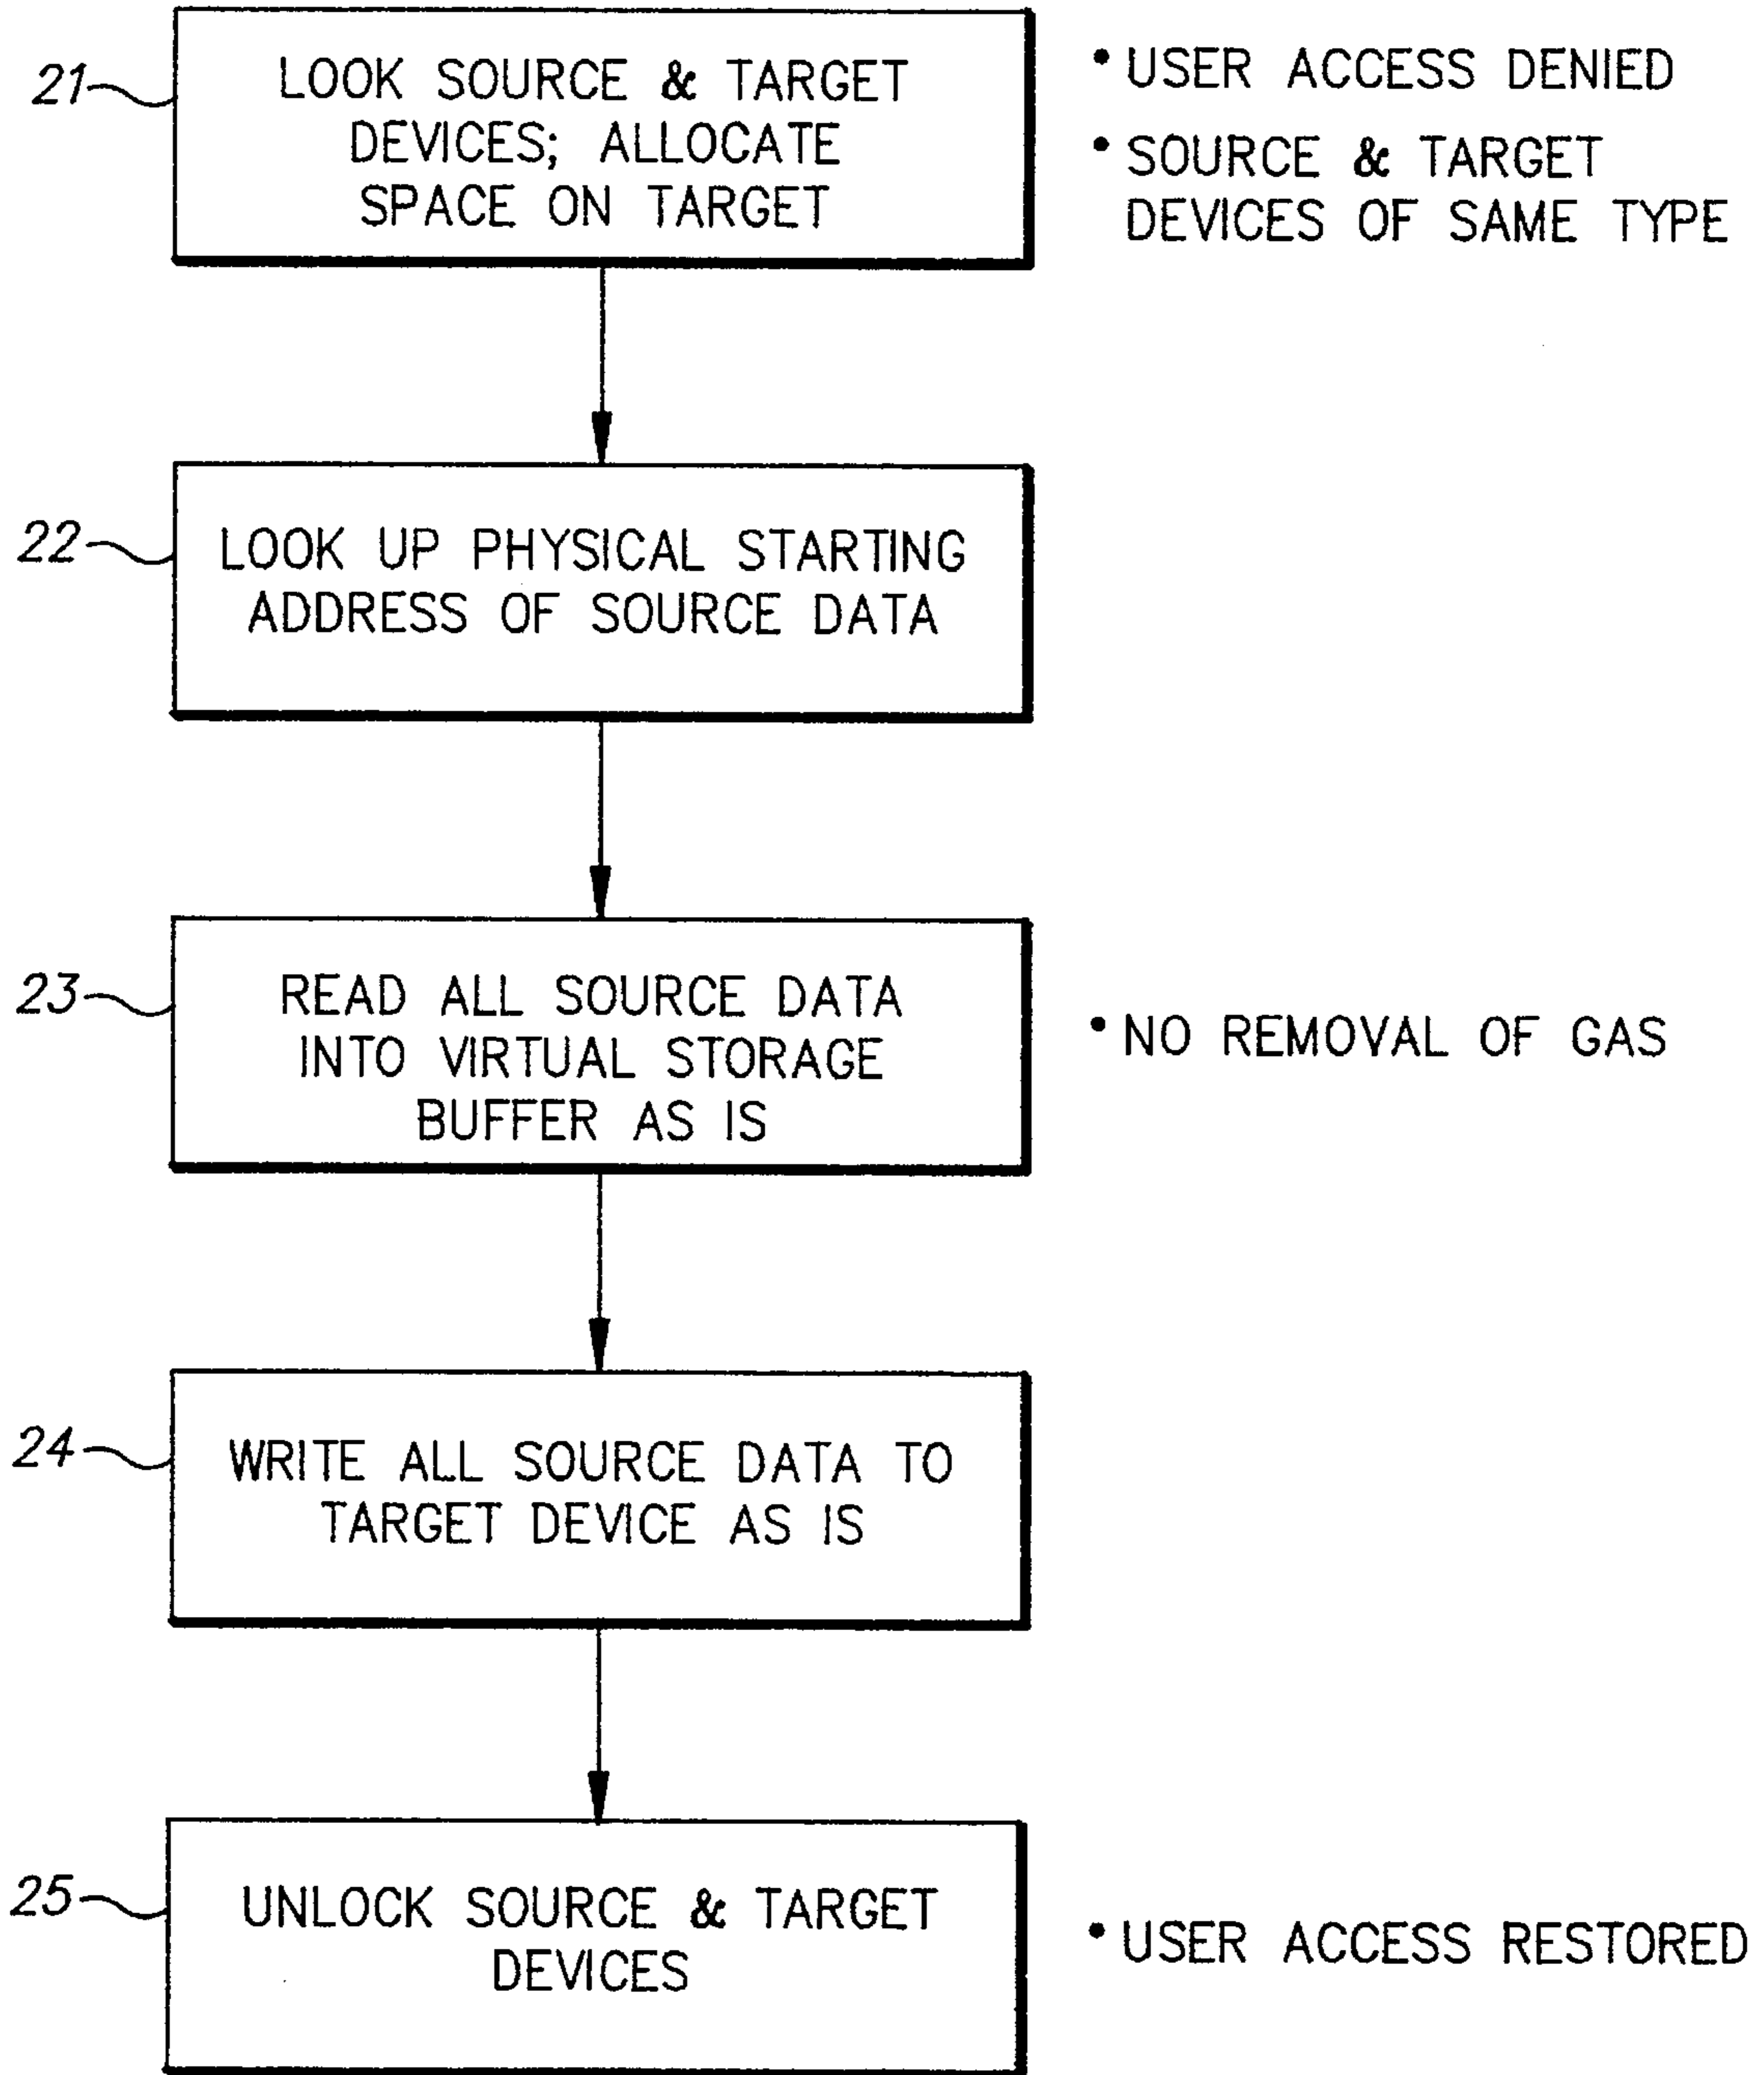 21
LOOK SOURCE & TARGET
DEVICES; ALLOCATE
SPACE ON TARGET
• USER ACCESS DENIED
• SOURCE & TARGET
DEVICES OF SAME TYPE
22
LOOK UP PHYSICAL STARTING
ADDRESS OF SOURCE DATA
23
READ ALL SOURCE DATA
INTO VIRTUAL STORAGE
BUFFER AS IS
• NO REMOVAL OF GAS
24
WRITE ALL SOURCE DATA TO
TARGET DEVICE AS IS
25
UNLOCK SOURCE & TARGET
DEVICES
• USER ACCESS RESTORED